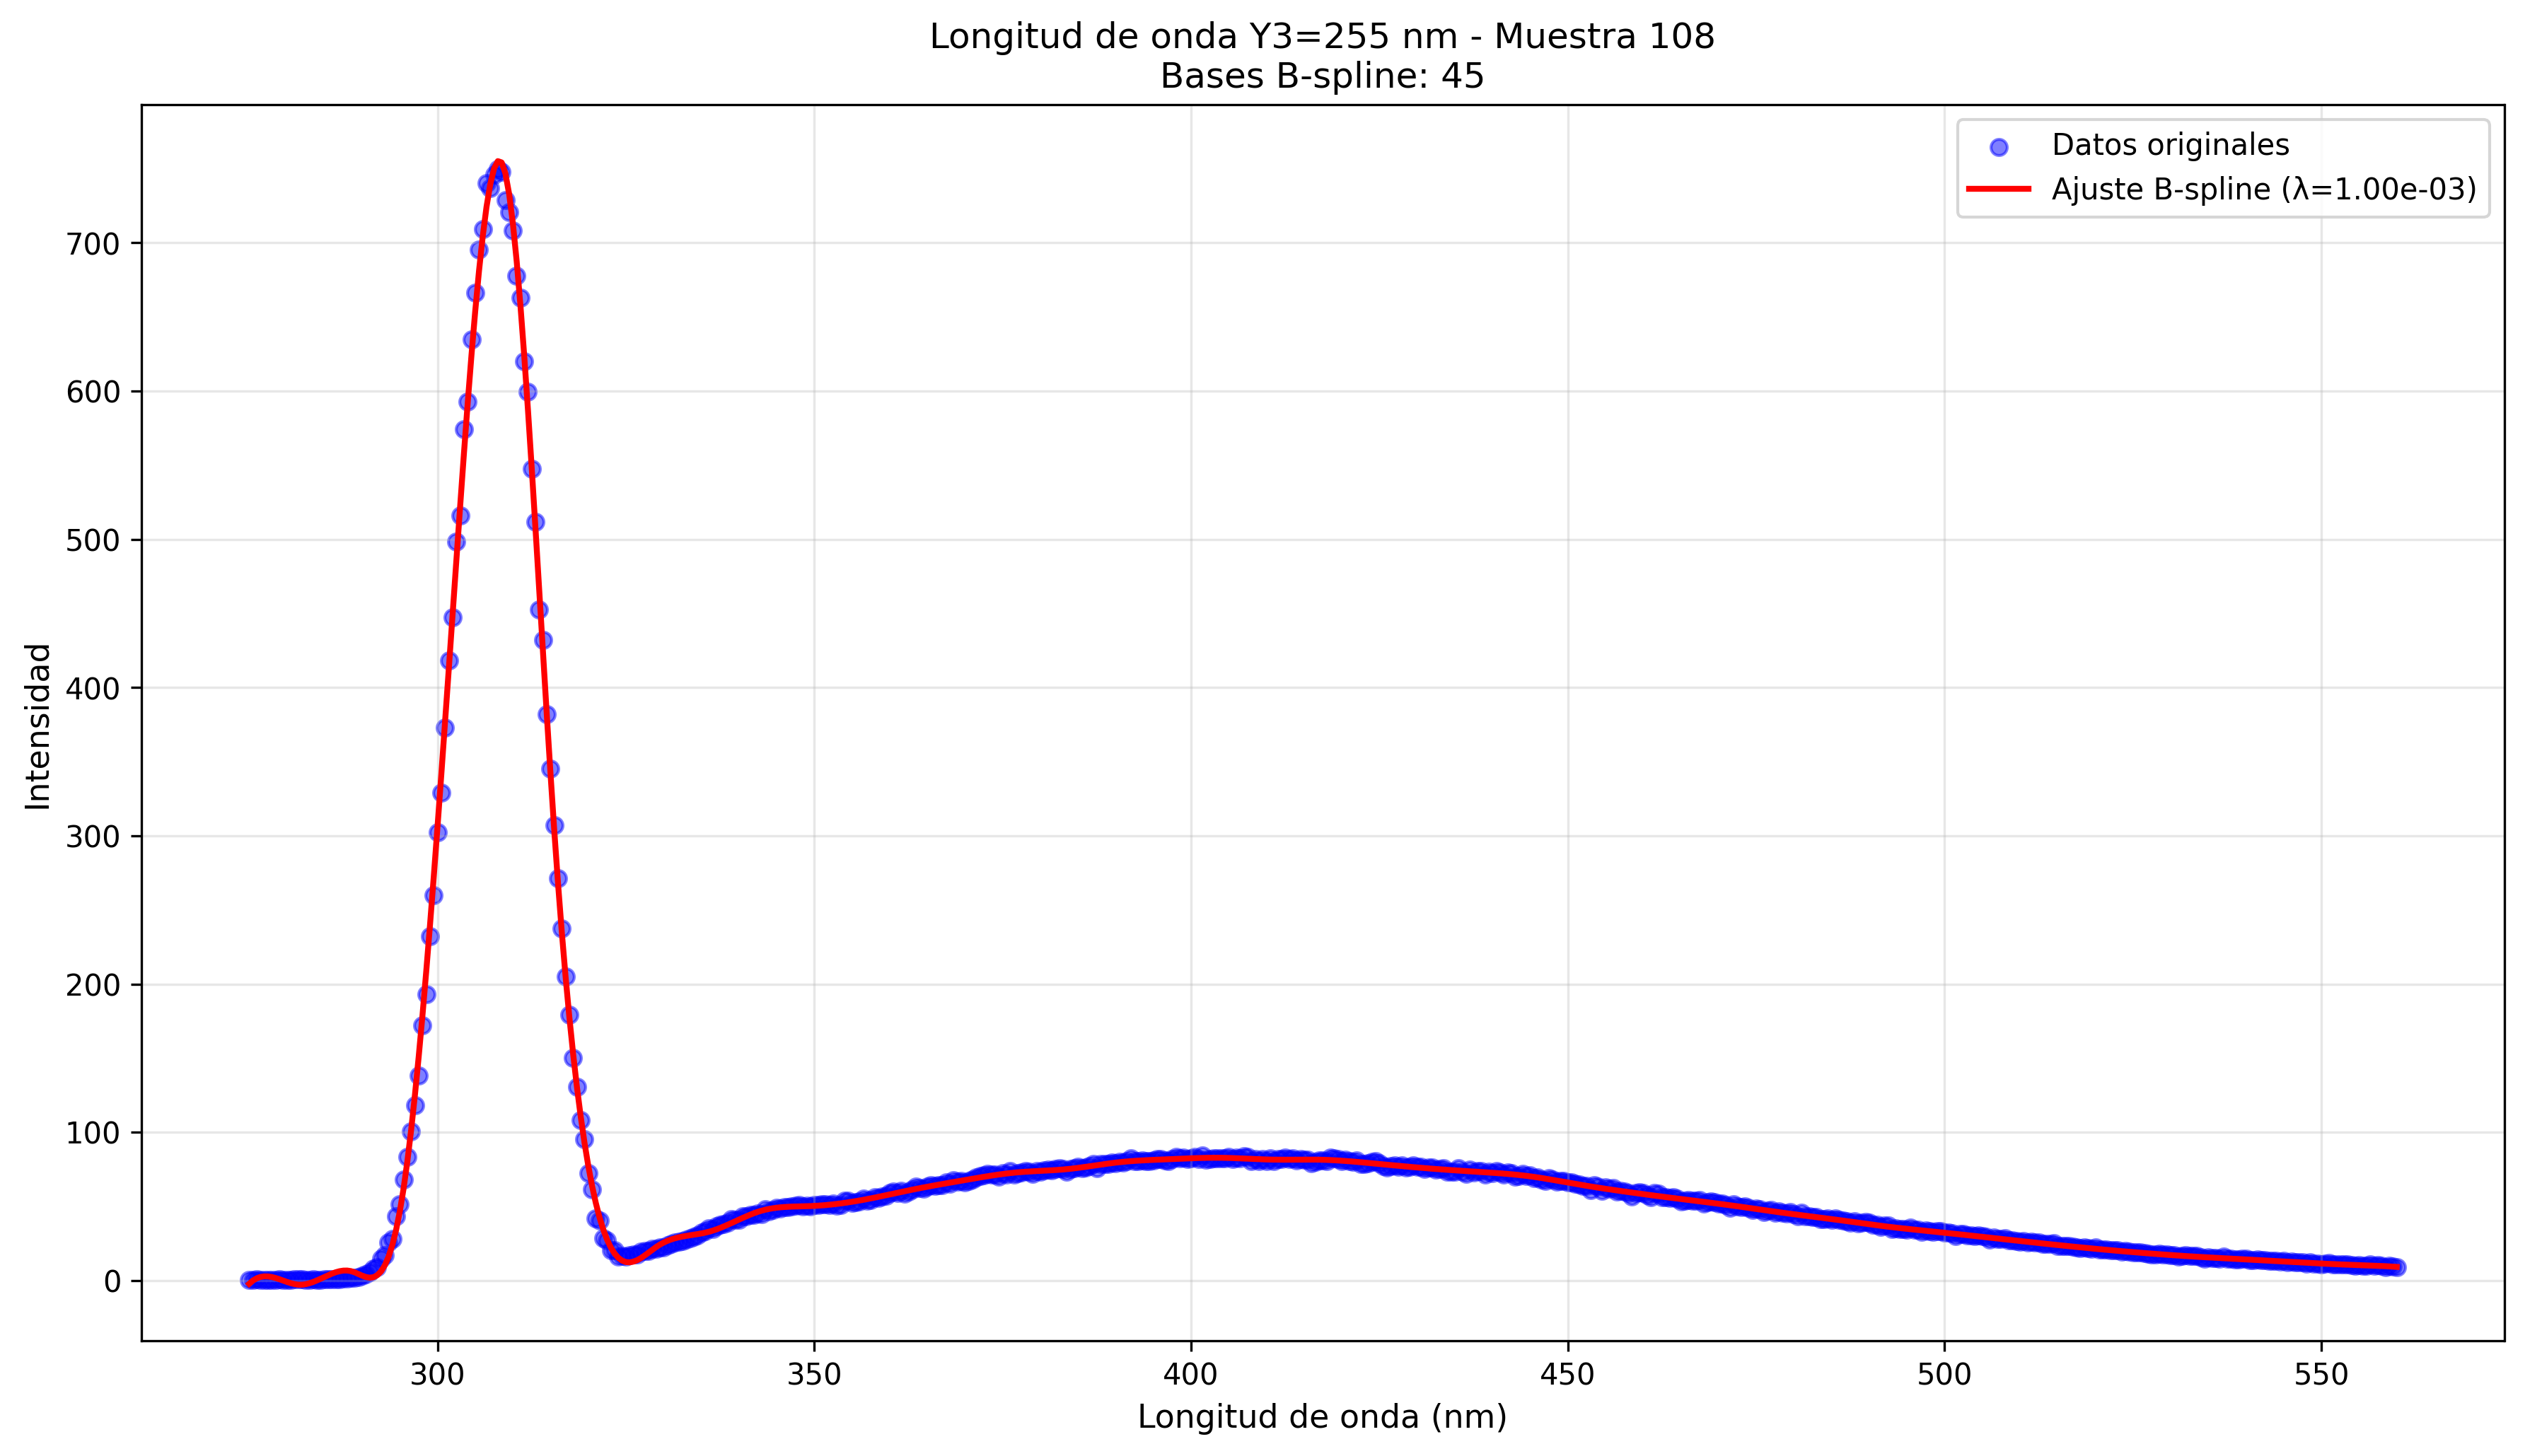 Longitud de onda Y3=255 nm - Muestra 108
Bases B-spline: 45
Datos originales
Ajuste B-spline (λ=1.00e-03)
Intensidad
700
600
500
400
300
200
100
0
300
350
400
450
500
550
Longitud de onda (nm)